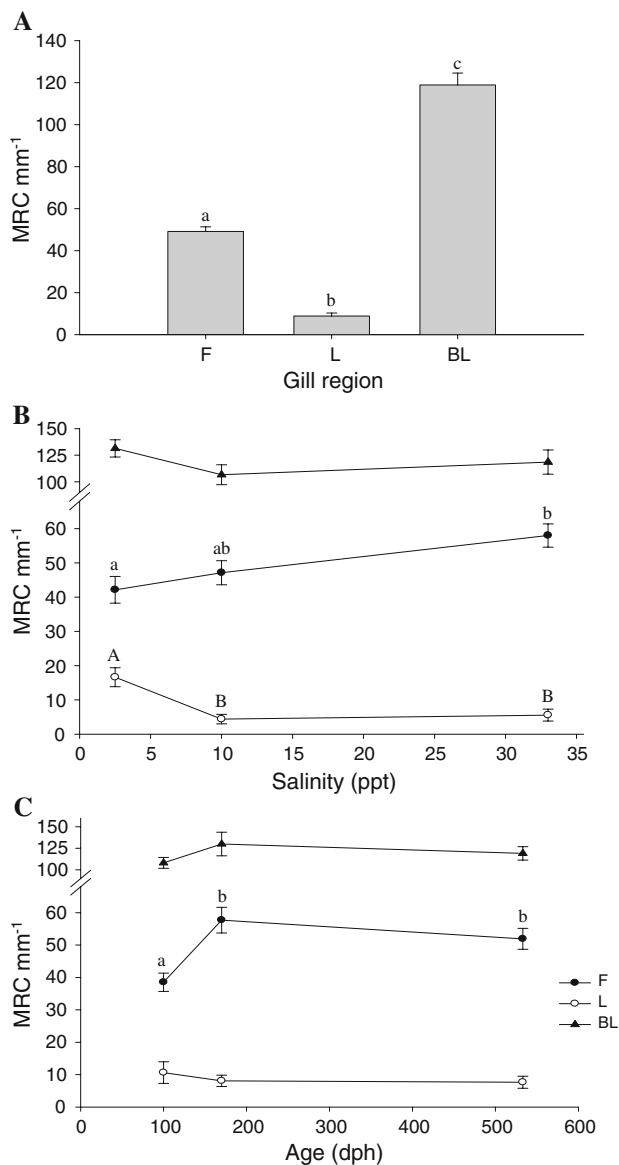 A
140
120
100
80
60
40
20
0
MRC mm⁻¹
a
b
c
F L BL
Gill region
B
150
125
100
60
50
40
30
20
10
0
MRC mm⁻¹
a
ab
b
A
B
B
0 5 10 15 20 25 30 35
Salinity (ppt)
C
150
125
100
60
50
40
30
20
10
0
MRC mm⁻¹
a
b
b
F
L
BL
0 100 200 300 400 500 600
Age (dph)